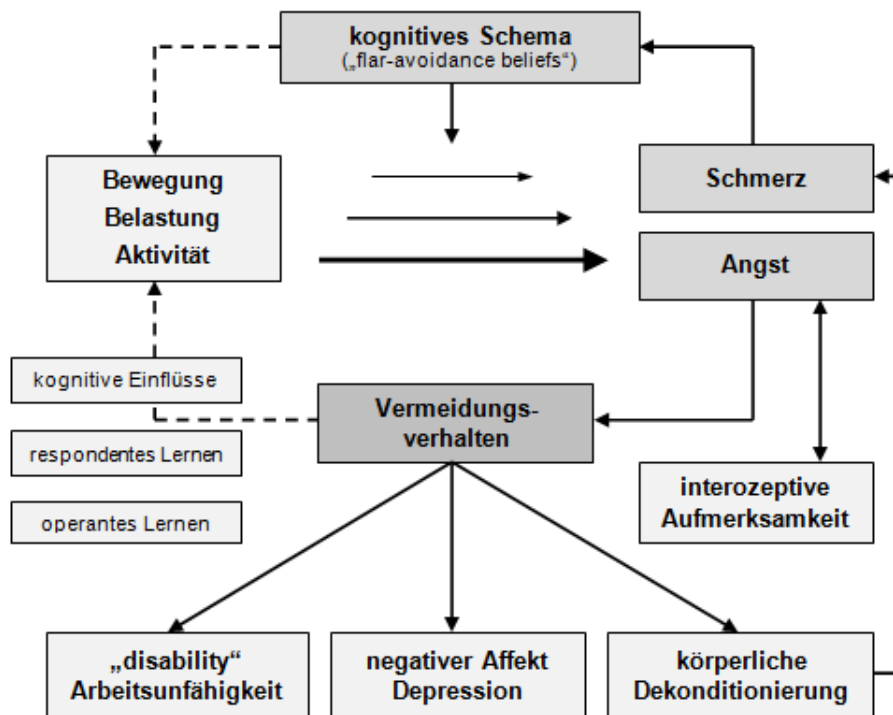 kognitives Schema
(„flar-avoidance beliefs“)
Bewegung
Belastung
Aktivität
Schmerz
Angst
kognitive Einflüsse
respondentes Lernen
operantes Lernen
Vermeidungs-
verhalten
interozeptive
Aufmerksamkeit
„disability“
Arbeitsunfähigkeit
negativer Affekt
Depression
körperliche
Dekonditionierung